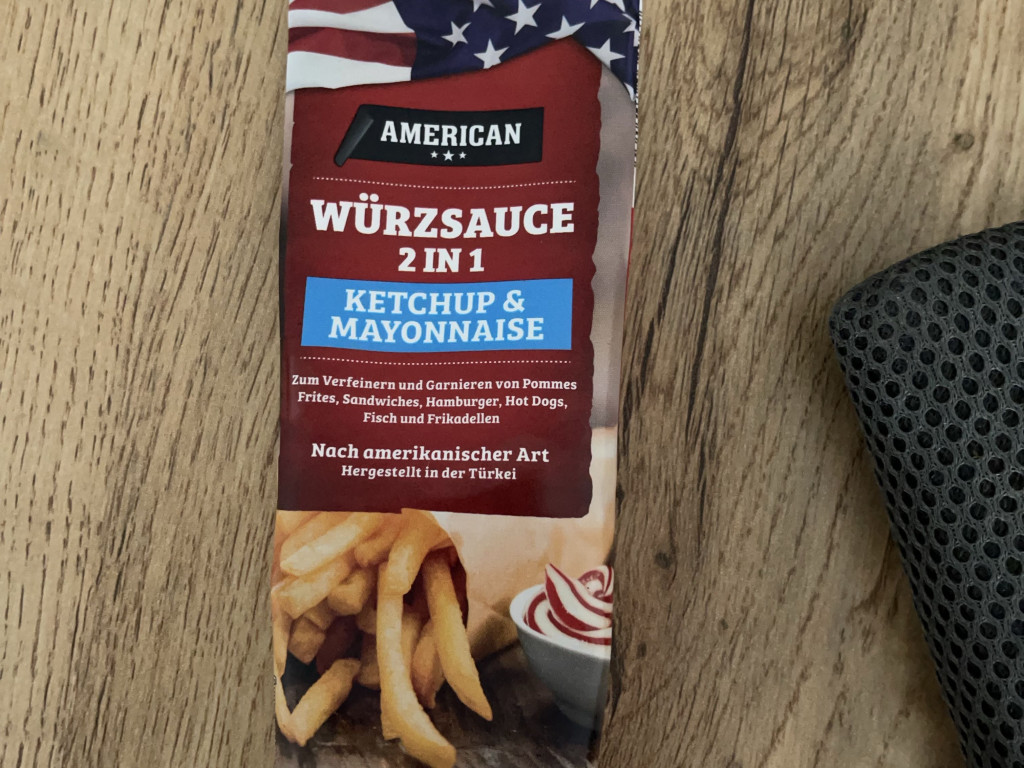 AMERICAN
WÜRZSAUCE
2 IN 1
KETCHUP &
MAYONNAISE
Zum Verfeinern und Garnieren von Pommes
Frites, Sandwiches, Hamburger, Hot Dogs,
Fisch und Frikadellen
Nach amerikanischer Art
Hergestellt in der Türkei